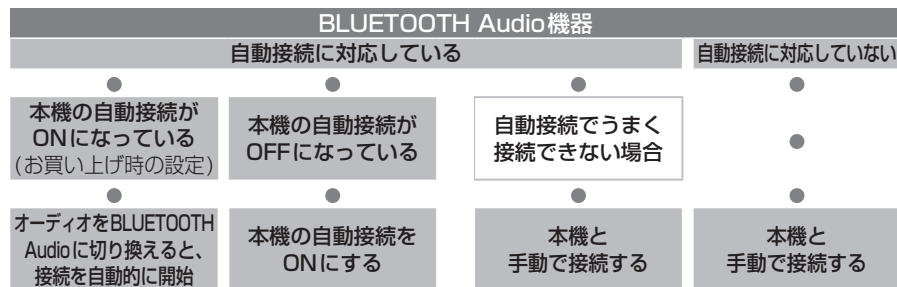 BLUETOOTH Audio機器
自動接続に対応している
自動接続に対応していない
本機の自動接続が
ONになっている
(お買い上げ時の設定)
本機の自動接続が
OFFになっている
自動接続でうまく
接続できない場合
オーディオをBLUETOOTH
Audioに切り換えると、
接続を自動的に開始
本機の自動接続を
ONにする
本機と
手動で接続する
本機と
手動で接続する